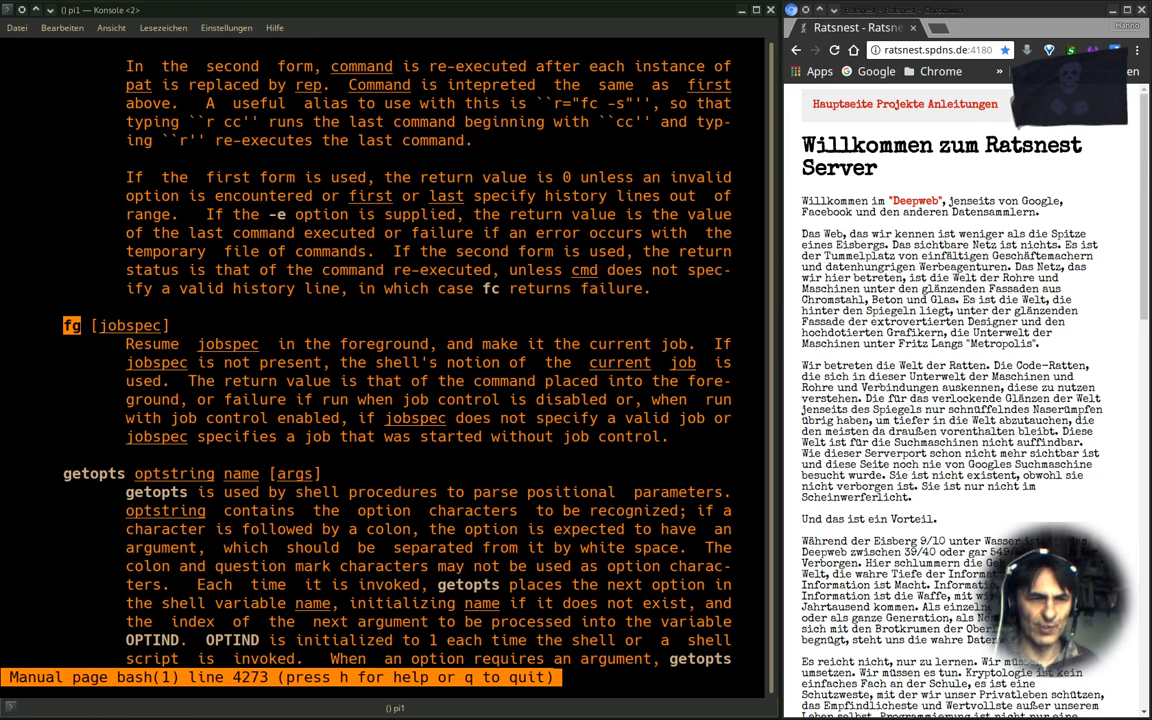 () pi1 — Konsole <2>
Datei Bearbeiten Ansicht Lesezeichen Einstellungen Hilfe
In the second form, command is re-executed after each instance of
pat is replaced by rep. Command is intepreted the same as first
above. A useful alias to use with this is ``r="fc -s"'', so that
typing ``r cc'' runs the last command beginning with ``cc'' and typ-
ing ``r'' re-executes the last command.
If the first form is used, the return value is 0 unless an invalid
option is encountered or first or last specify history lines out of
range. If the -e option is supplied, the return value is the value
of the last command executed or failure if an error occurs with the
temporary file of commands. If the second form is used, the return
status is that of the command re-executed, unless cmd does not spec-
ify a valid history line, in which case fc returns failure.
fg [jobspec]
Resume jobspec in the foreground, and make it the current job. If
jobspec is not present, the shell's notion of the current job is
used. The return value is that of the command placed into the fore-
ground, or failure if run when job control is disabled or, when run
with job control enabled, if jobspec does not specify a valid job or
jobspec specifies a job that was started without job control.
getopts optstring name [args]
getopts is used by shell procedures to parse positional parameters.
optstring contains the option characters to be recognized; if a
character is followed by a colon, the option is expected to have an
argument, which should be separated from it by white space. The
colon and question mark characters may not be used as option charac-
ters. Each time it is invoked, getopts places the next option in
the shell variable name, initializing name if it does not exist, and
the index of the next argument to be processed into the variable
OPTIND. OPTIND is initialized to 1 each time the shell or a shell
script is invoked. When an option requires an argument, getopts
Manual page bash(1) line 4273 (press h for help or q to quit)
() pi1
Ratsnest - Ratsne
Hanno
ratsnest.spdns.de:4180
Apps Google Chrome » en
Hauptseite Projekte Anleitungen
Willkommen zum Ratsnest
Server
Willkommen im "Deepweb", jenseits von Google,
Facebook und den anderen Datensammlern.
Das Web, das wir kennen ist weniger als die Spitze
eines Eisbergs. Das sichtbare Netz ist nichts. Es ist
der Tummelplatz von einfältigen Geschäftemachern
und datenhungrigen Werbeagenturen. Das Netz, das
wir hier betreten, ist die Welt der Rohre und
Maschinen unter den glänzenden Fassaden aus
Chromstahl, Beton und Glas. Es ist die Welt, die
hinter den Spiegeln liegt, unter der glänzenden
Fassade der extrovertierten Designer und den
hochdotierten Grafikern, die Unterwelt der
Maschinen unter Fritz Langs "Metropolis".
Wir betreten die Welt der Ratten. Die Code-Ratten,
die sich in dieser Unterwelt der Maschinen und
Rohre und Verbindungen auskennen, diese zu nutzen
verstehen. Die für das verlockende Glänzen der Welt
jenseits des Spiegels nur schnüffelndes Naserümpfen
übrig haben, um tiefer in die Welt abzutauchen, die
den meisten da draußen vorenthalten bleibt. Diese
Welt ist für die Suchmaschinen nicht auffindbar.
Wie dieser Serverport schon nicht mehr sichtbar ist
und diese Seite noch nie von Googles Suchmaschine
besucht wurde. Sie ist nicht existent, obwohl sie
nicht verborgen ist. Sie ist nur nicht im
Scheinwerferlicht.
Und das ist ein Vorteil.
Während der Eisberg 9/10 unter Wasser
Deepweb zwischen 39/40 oder gar
Verborgen. Hier schlummern die
Welt, die wahre Tiefe der
Information ist Macht.
Information ist die Waffe, mit
Jahrtausend kommen. Als
oder als ganze Generation, als
sich mit den Brotkrumen der
begnügt, steht uns die wahre
Es reicht nicht, nur zu lernen. Wir
umsetzen. Wir müssen es tun. Kryptologie ist kein
einfaches Fach an der Schule, es ist eine
Schutzweste, mit der wir unser Privatleben schützen,
das Empfindlichste und Wertvollste außer dem
Leben selbst. Programmierung ist nicht nur